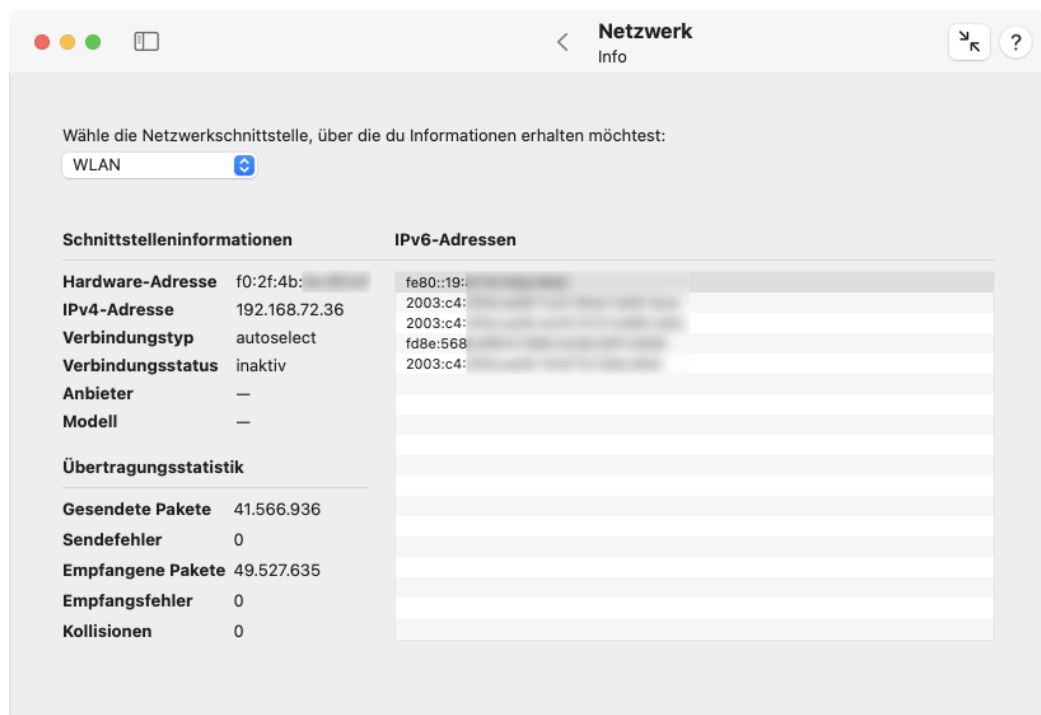 Netzwerk
Info
?
Wähle die Netzwerkschnittstelle, über die du Informationen erhalten möchtest:
WLAN
Schnittstelleninformationen
Hardware-Adresse f0:2f:4b:
IPv4-Adresse 192.168.72.36
Verbindungstyp autoselect
Verbindungsstatus inaktiv
Anbieter —
Modell —
Übertragungsstatistik
Gesendete Pakete 41.566.936
Sendefehler 0
Empfangene Pakete 49.527.635
Empfangsfehler 0
Kollisionen 0
IPv6-Adressen
fe80::19:
2003:c4:
2003:c4:
fd8e:568
2003:c4: